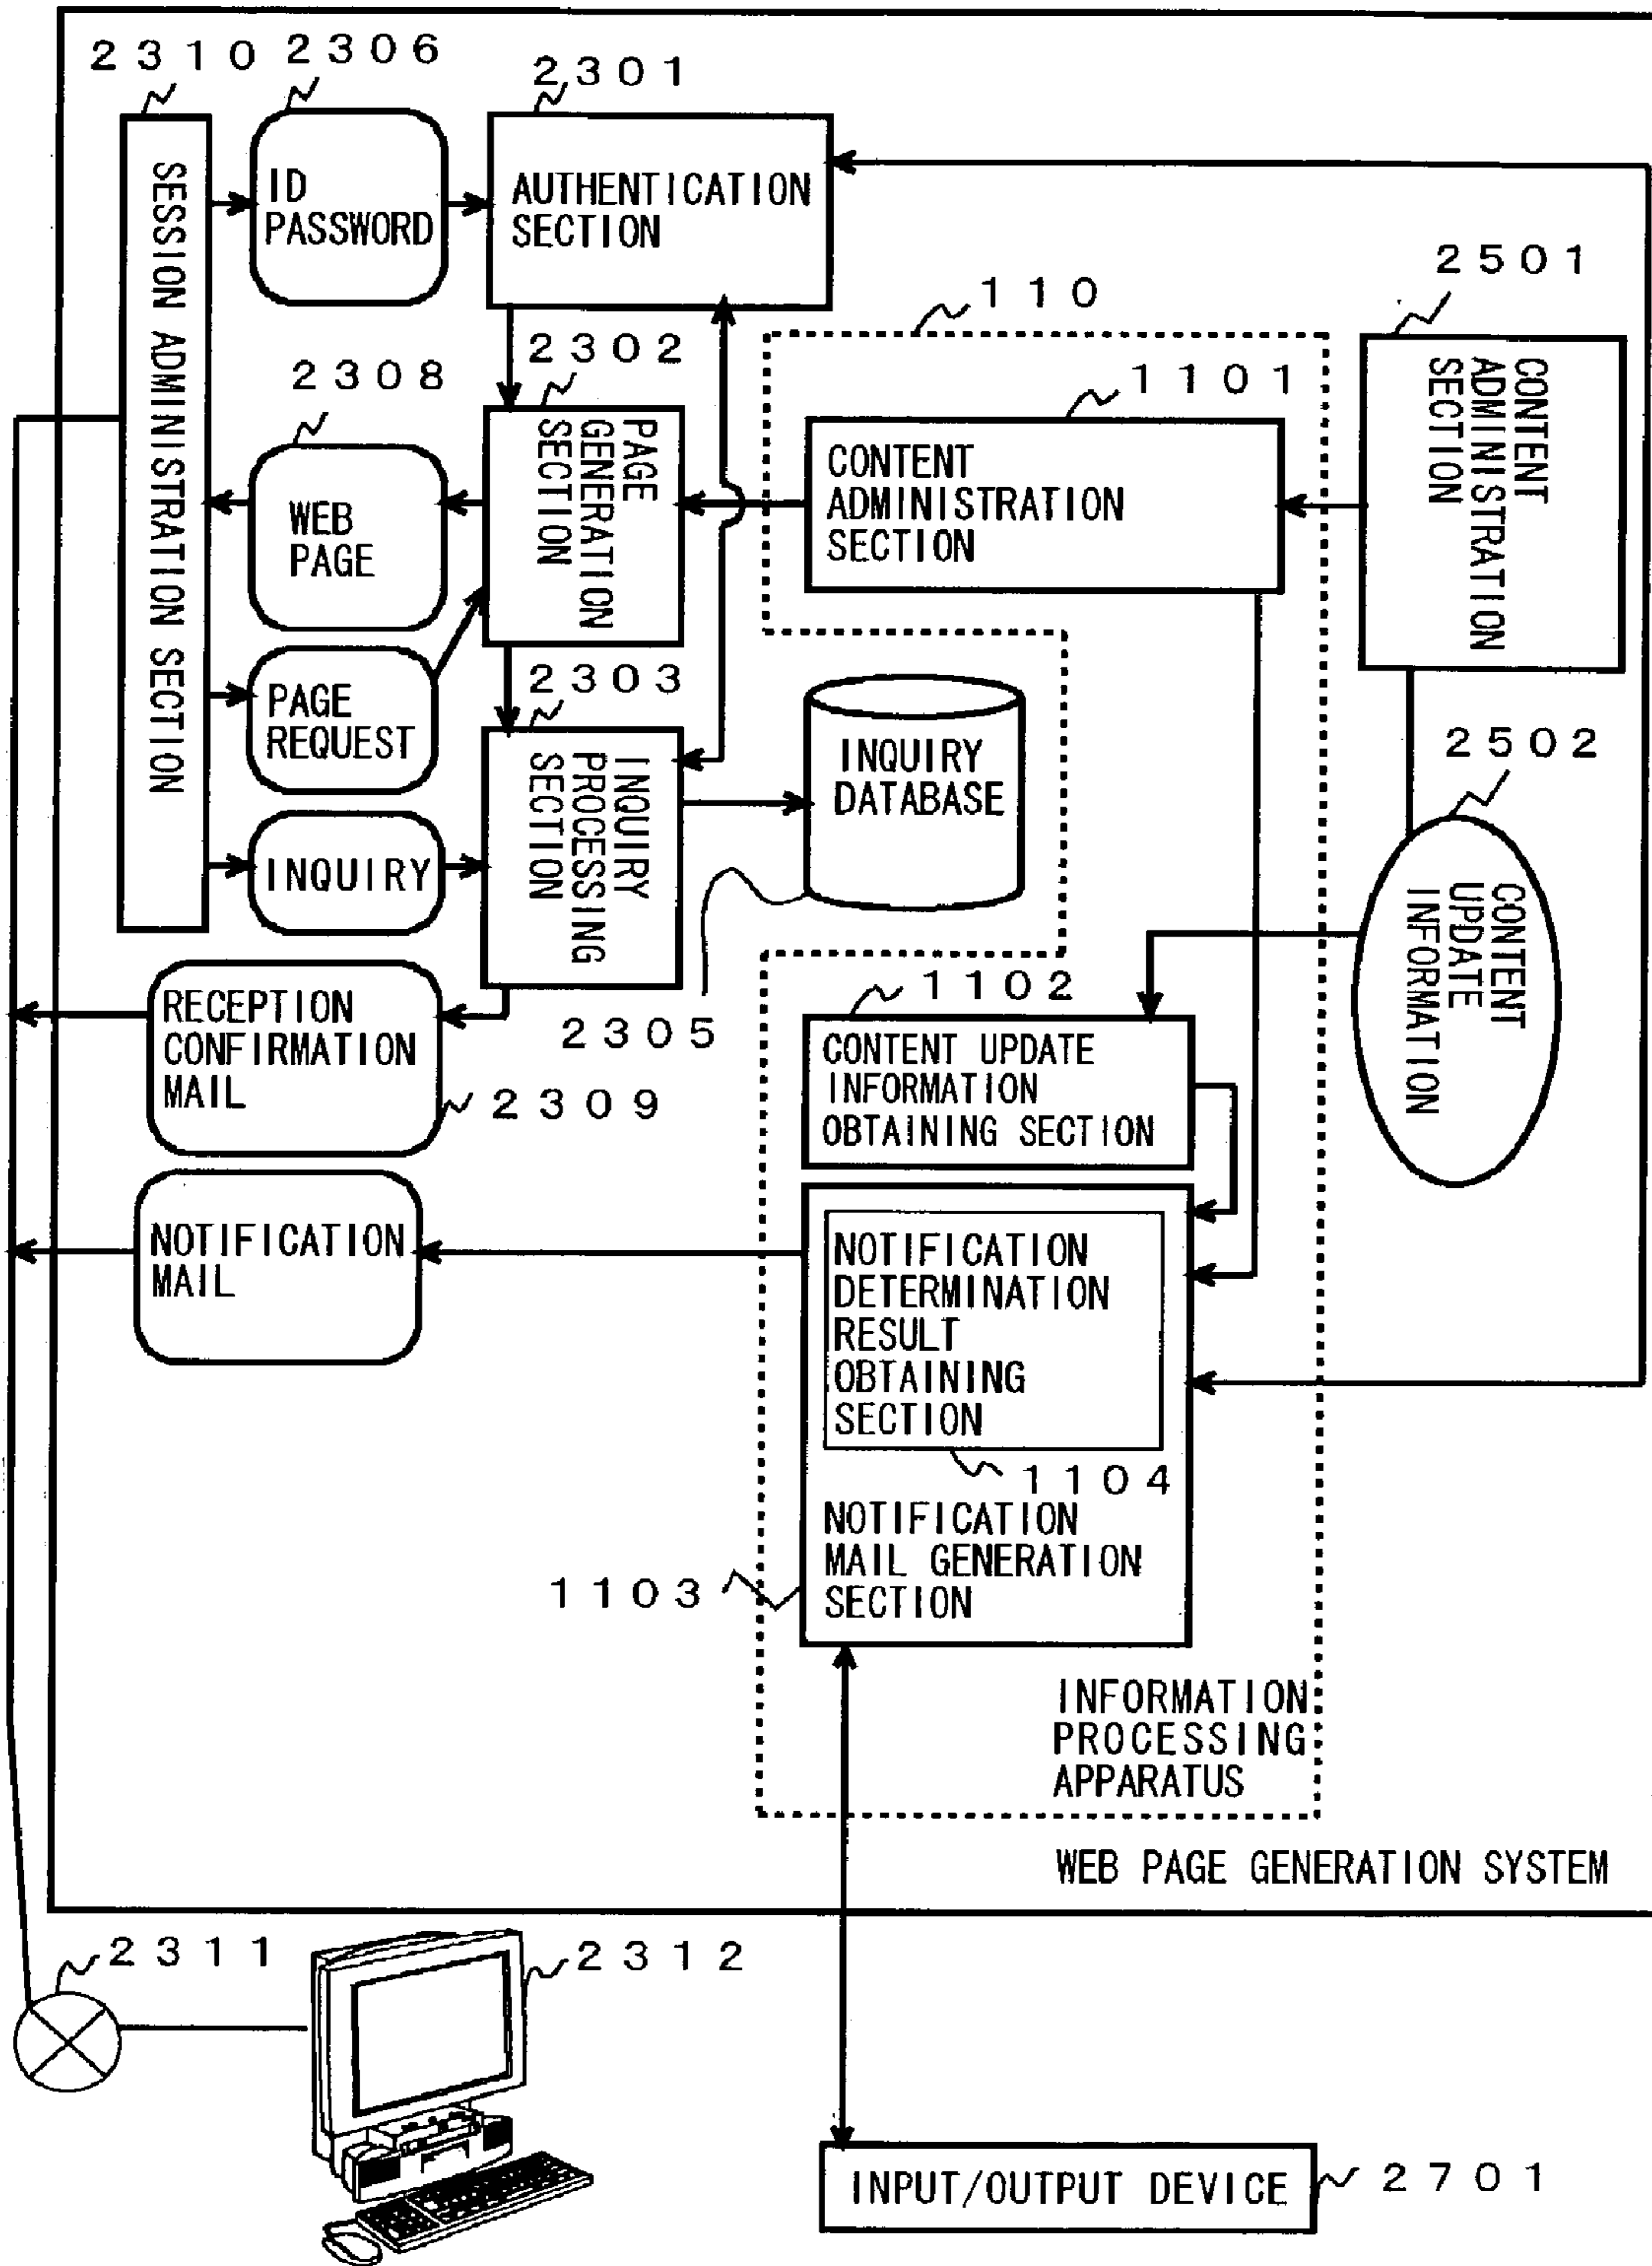 2310
2306
2301
SESSION ADMINISTRATION SECTION
ID
PASSWORD
AUTHENTICATION
SECTION
110
2501
CONTENT
ADMINISTRATION
SECTION
2308
2302
1101
WEB
PAGE
PAGE
GENERATION
SECTION
CONTENT
ADMINISTRATION
SECTION
PAGE
REQUEST
2303
INQUIRY
PROCESSING
SECTION
INQUIRY
DATABASE
2502
CONTENT
UPDATE
INFORMATION
INQUIRY
RECEPTION
CONFIRMATION
MAIL
2309
2305
1102
CONTENT UPDATE
INFORMATION
OBTAINING SECTION
NOTIFICATION
MAIL
NOTIFICATION
DETERMINATION
RESULT
OBTAINING
SECTION
1104
NOTIFICATION
MAIL GENERATION
SECTION
1103
INFORMATION
PROCESSING
APPARATUS
WEB PAGE GENERATION SYSTEM
2311
2312
INPUT/OUTPUT DEVICE
2701